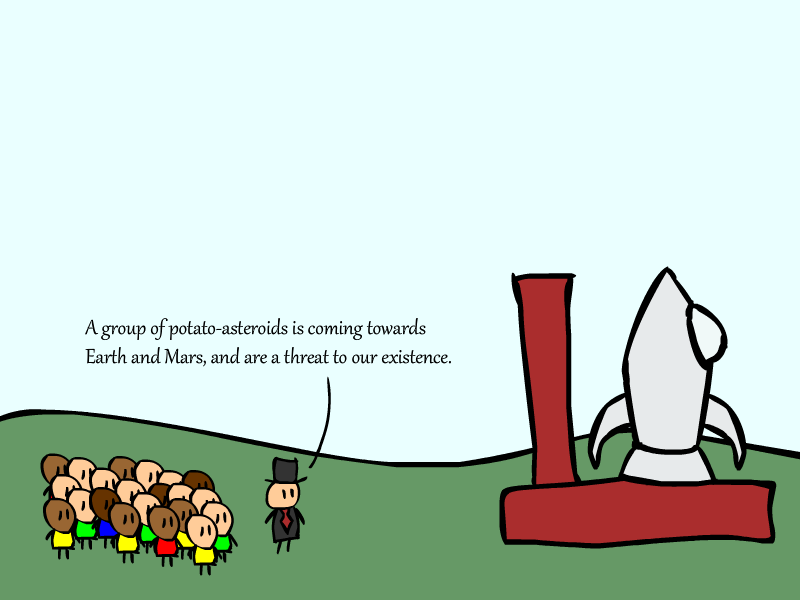 A group of potato-asteroids is coming towards
Earth and Mars, and are a threat to our existence.